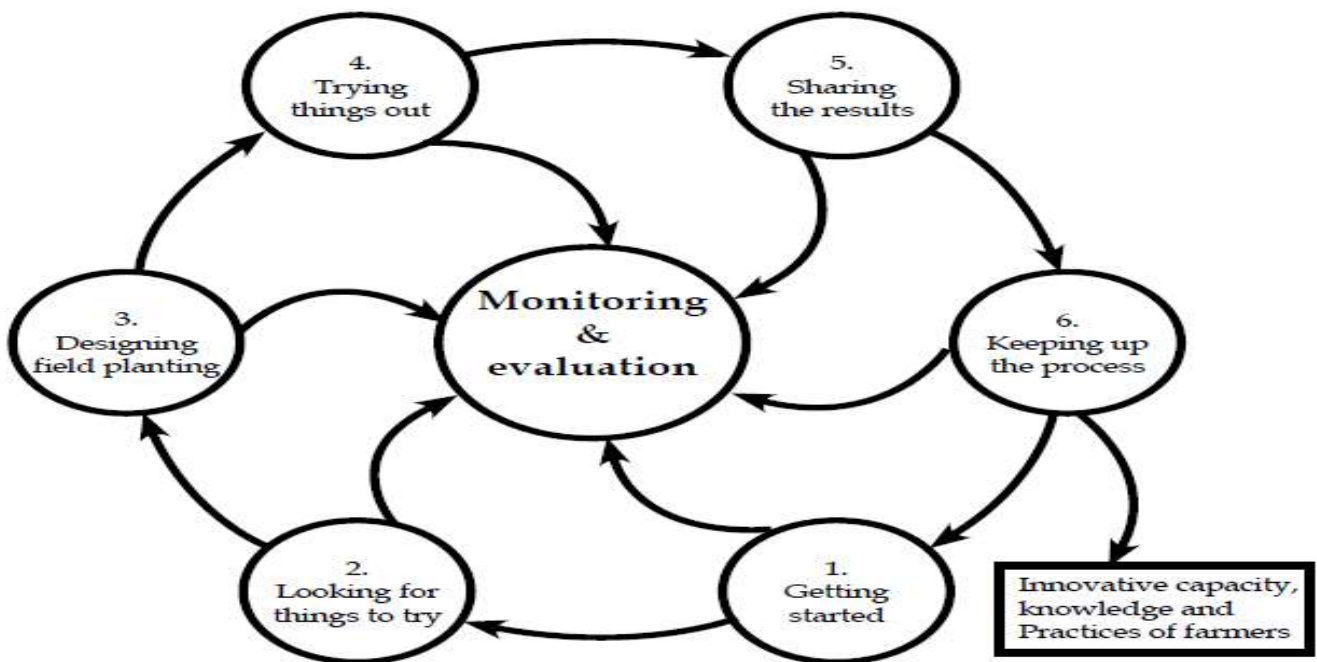 4.
Trying
things out
5.
Sharing
the results
3.
Designing
field planting
Monitoring
&
evaluation
6.
Keeping up
the process
2.
Looking for
things to try
1.
Getting
started
Innovative capacity,
knowledge and
Practices of farmers